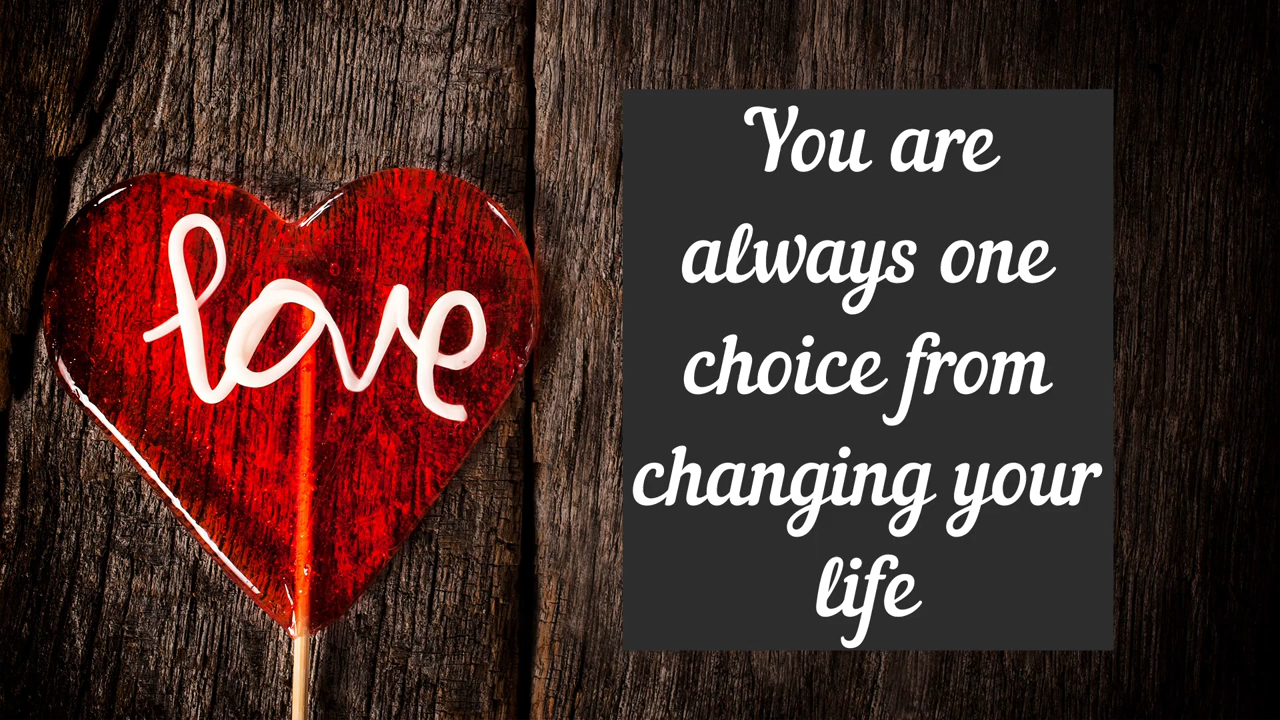 love
You are
always one
choice from
changing your
life